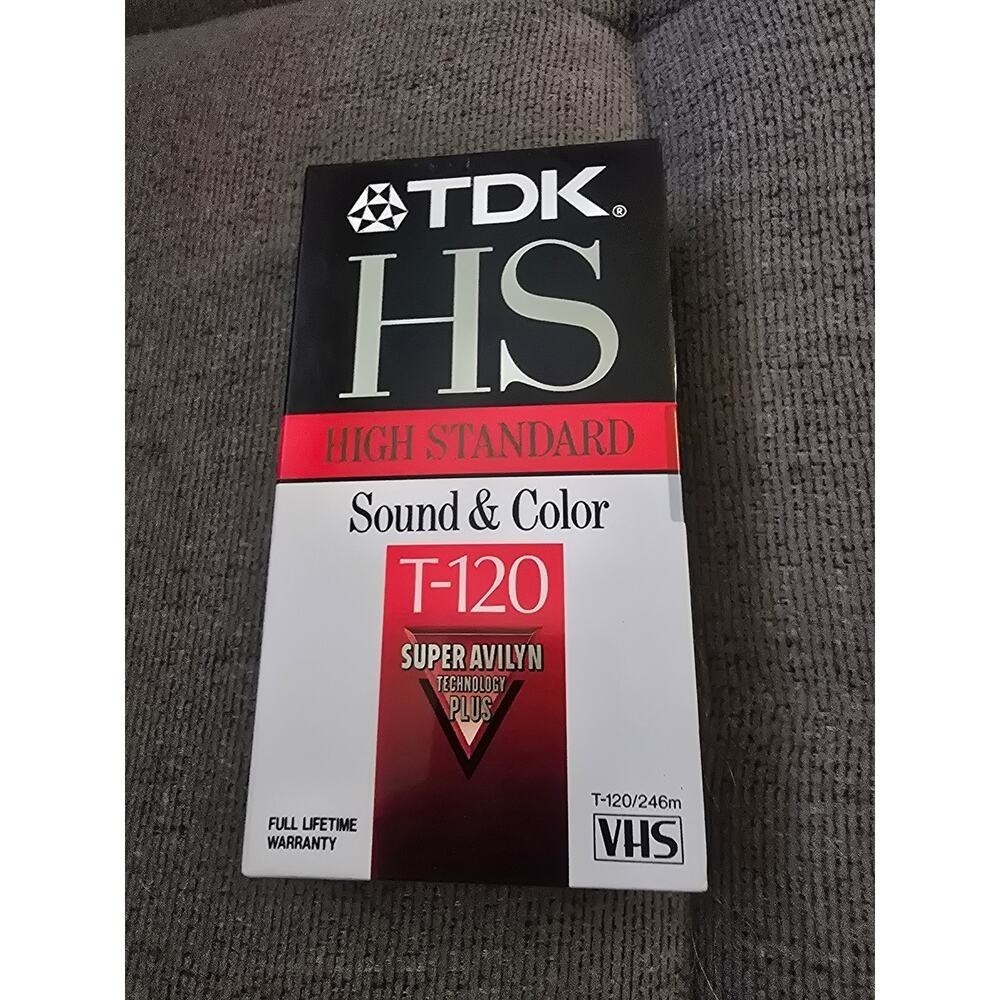 TDK®
HS
HIGH STANDARD
Sound & Color
T-120
SUPER AVILYN
TECHNOLOGY
PLUS
T-120/246m
VHS
FULL LIFETIME
WARRANTY